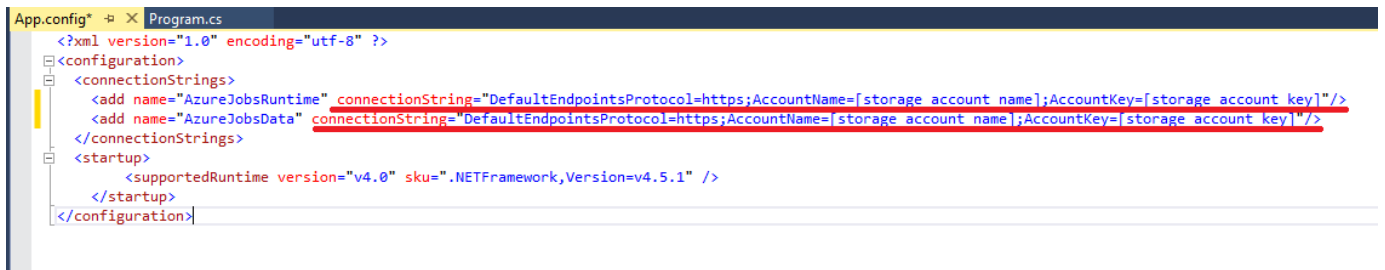 App.config* Program.cs
<?xml version="1.0" encoding="utf-8" ?>
<configuration>
<connectionStrings>
<add name="AzureJobsRuntime" connectionString="DefaultEndpointsProtocol=https;AccountName=[storage account name];AccountKey=[storage account key]"/>
<add name="AzureJobsData" connectionString="DefaultEndpointsProtocol=https;AccountName=[storage account name];AccountKey=[storage account key]"/>
</connectionStrings>
<startup>
<supportedRuntime version="v4.0" sku=".NETFramework,Version=v4.5.1" />
</startup>
</configuration>